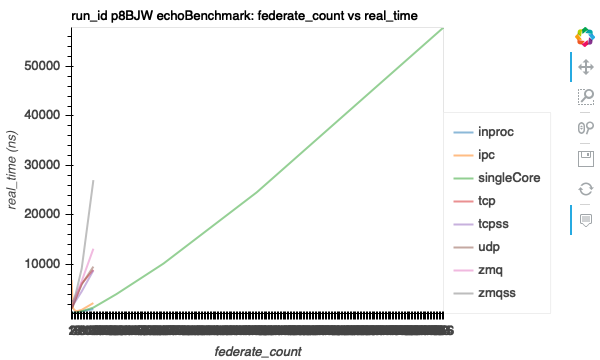 run_id p8BJW echoBenchmark: federate_count vs real_time
real_time (ns)
50000
40000
30000
20000
10000
inproc
ipc
singleCore
tcp
tcpss
udp
zmq
zmqss
federate_count